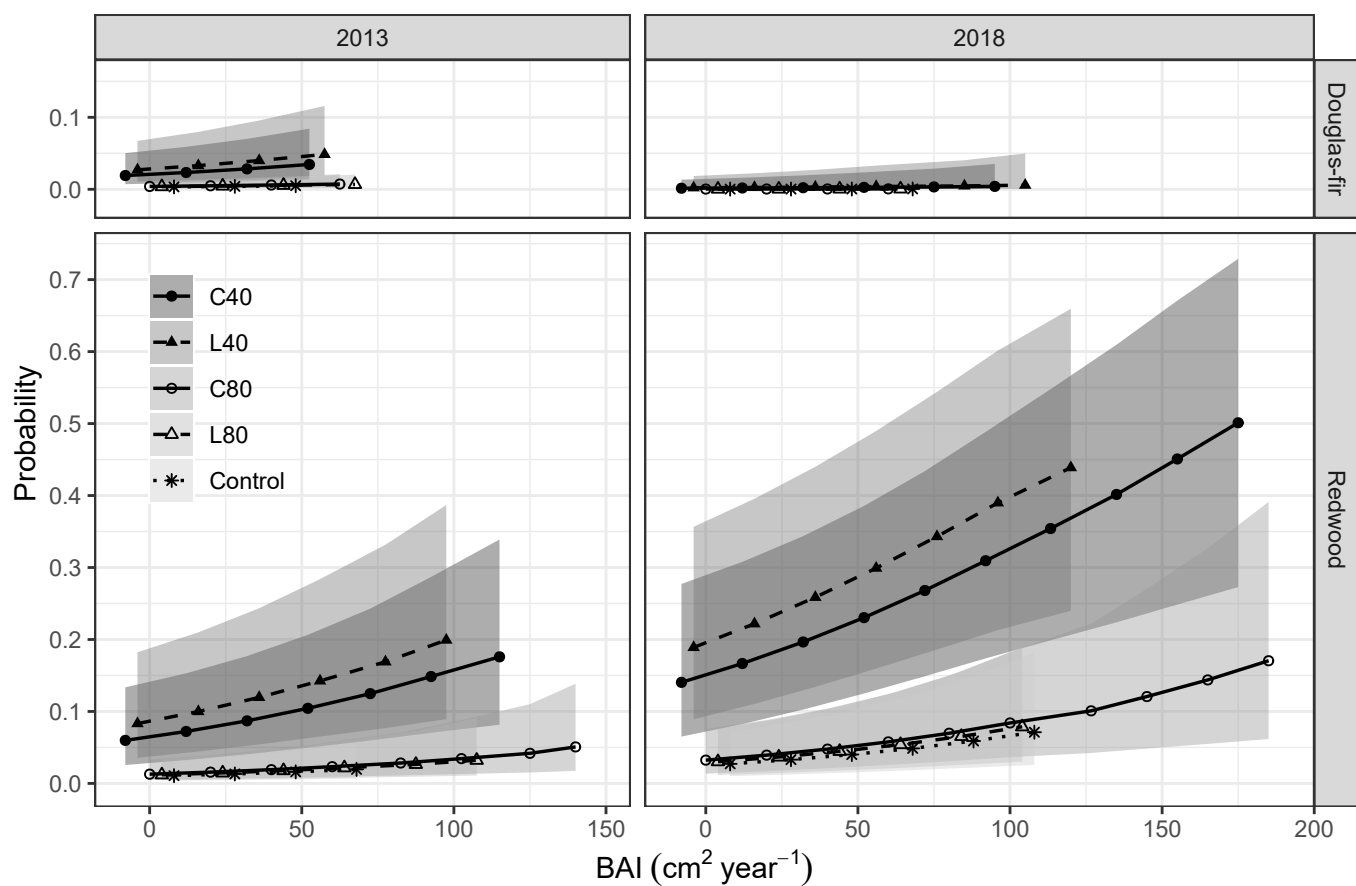 2013 2018
0.1
0.0
Douglas-fir
0.7
0.6
0.5
0.4
0.3
0.2
0.1
0.0
Probability
C40
L40
C80
L80
Control
Redwood
0 50 100 150 0 50 100 150 200
BAI (cm² year⁻¹)